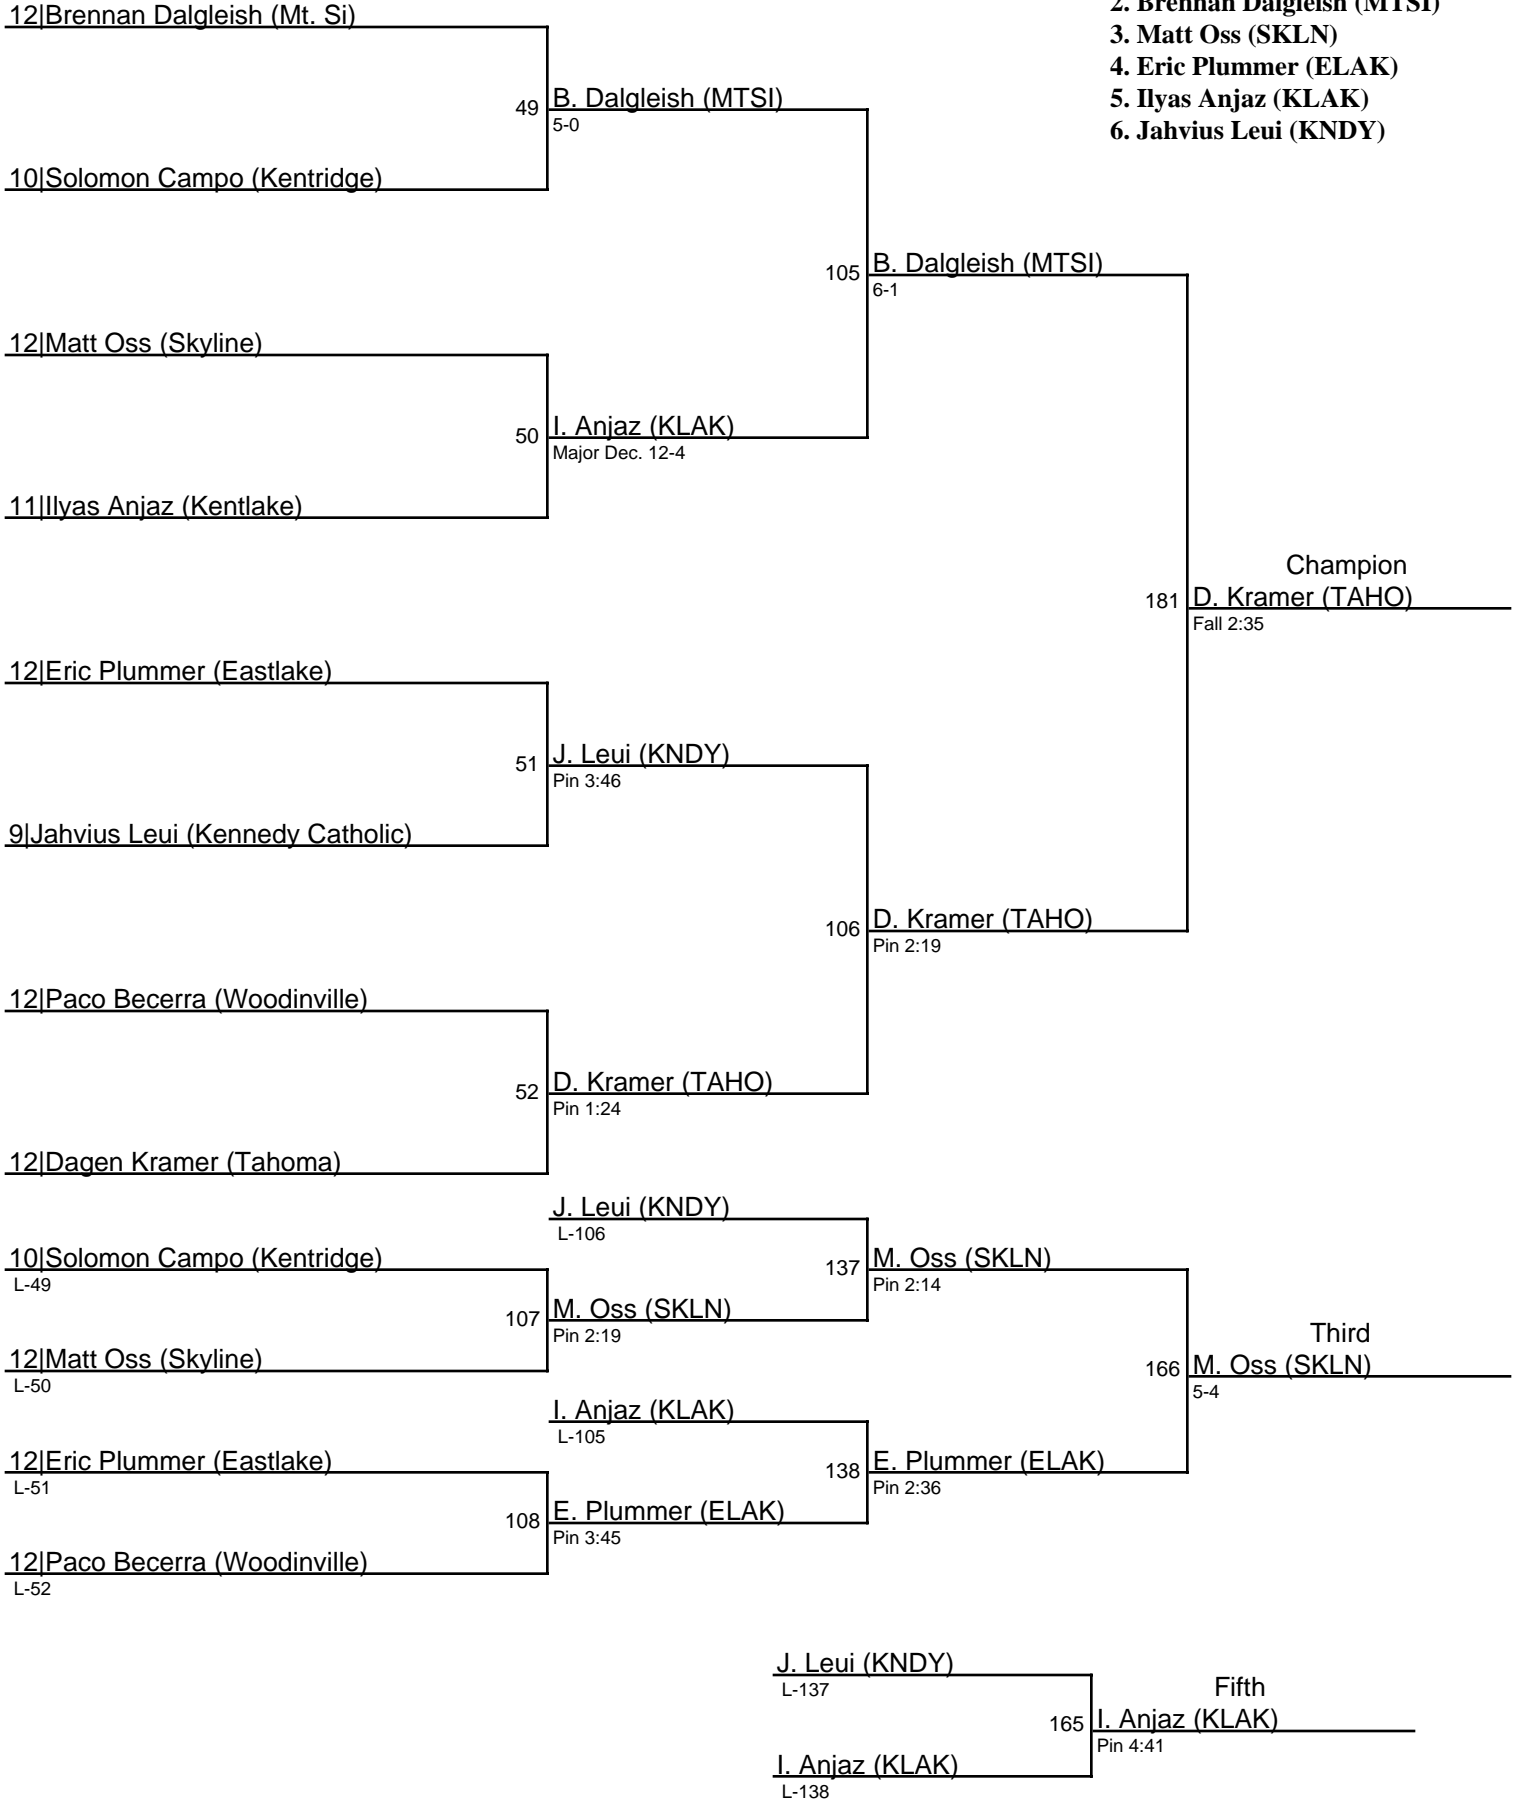 12|Brennan Dalgleish (Mt. Si)
2. Brennan Dalgleish (MTSI)
3. Matt Oss (SKLN)
4. Eric Plummer (ELAK)
5. Ilyas Anjaz (KLAK)
6. Jahvius Leui (KNDY)
49 B. Dalgleish (MTSI)
5-0
10|Solomon Campo (Kentridge)
105 B. Dalgleish (MTSI)
6-1
12|Matt Oss (Skyline)
50 I. Anjaz (KLAK)
Major Dec. 12-4
11|Ilyas Anjaz (Kentlake)
Champion
181 D. Kramer (TAHO)
Fall 2:35
12|Eric Plummer (Eastlake)
51 J. Leui (KNDY)
Pin 3:46
9|Jahvius Leui (Kennedy Catholic)
106 D. Kramer (TAHO)
Pin 2:19
12|Paco Becerra (Woodinville)
52 D. Kramer (TAHO)
Pin 1:24
12|Dagen Kramer (Tahoma)
J. Leui (KNDY)
L-106
10|Solomon Campo (Kentridge)
L-49
137 M. Oss (SKLN)
Pin 2:14
107 M. Oss (SKLN)
Pin 2:19
12|Matt Oss (Skyline)
L-50
Third
166 M. Oss (SKLN)
5-4
I. Anjaz (KLAK)
L-105
12|Eric Plummer (Eastlake)
L-51
138 E. Plummer (ELAK)
Pin 2:36
108 E. Plummer (ELAK)
Pin 3:45
12|Paco Becerra (Woodinville)
L-52
J. Leui (KNDY)
L-137
Fifth
165 I. Anjaz (KLAK)
Pin 4:41
I. Anjaz (KLAK)
L-138